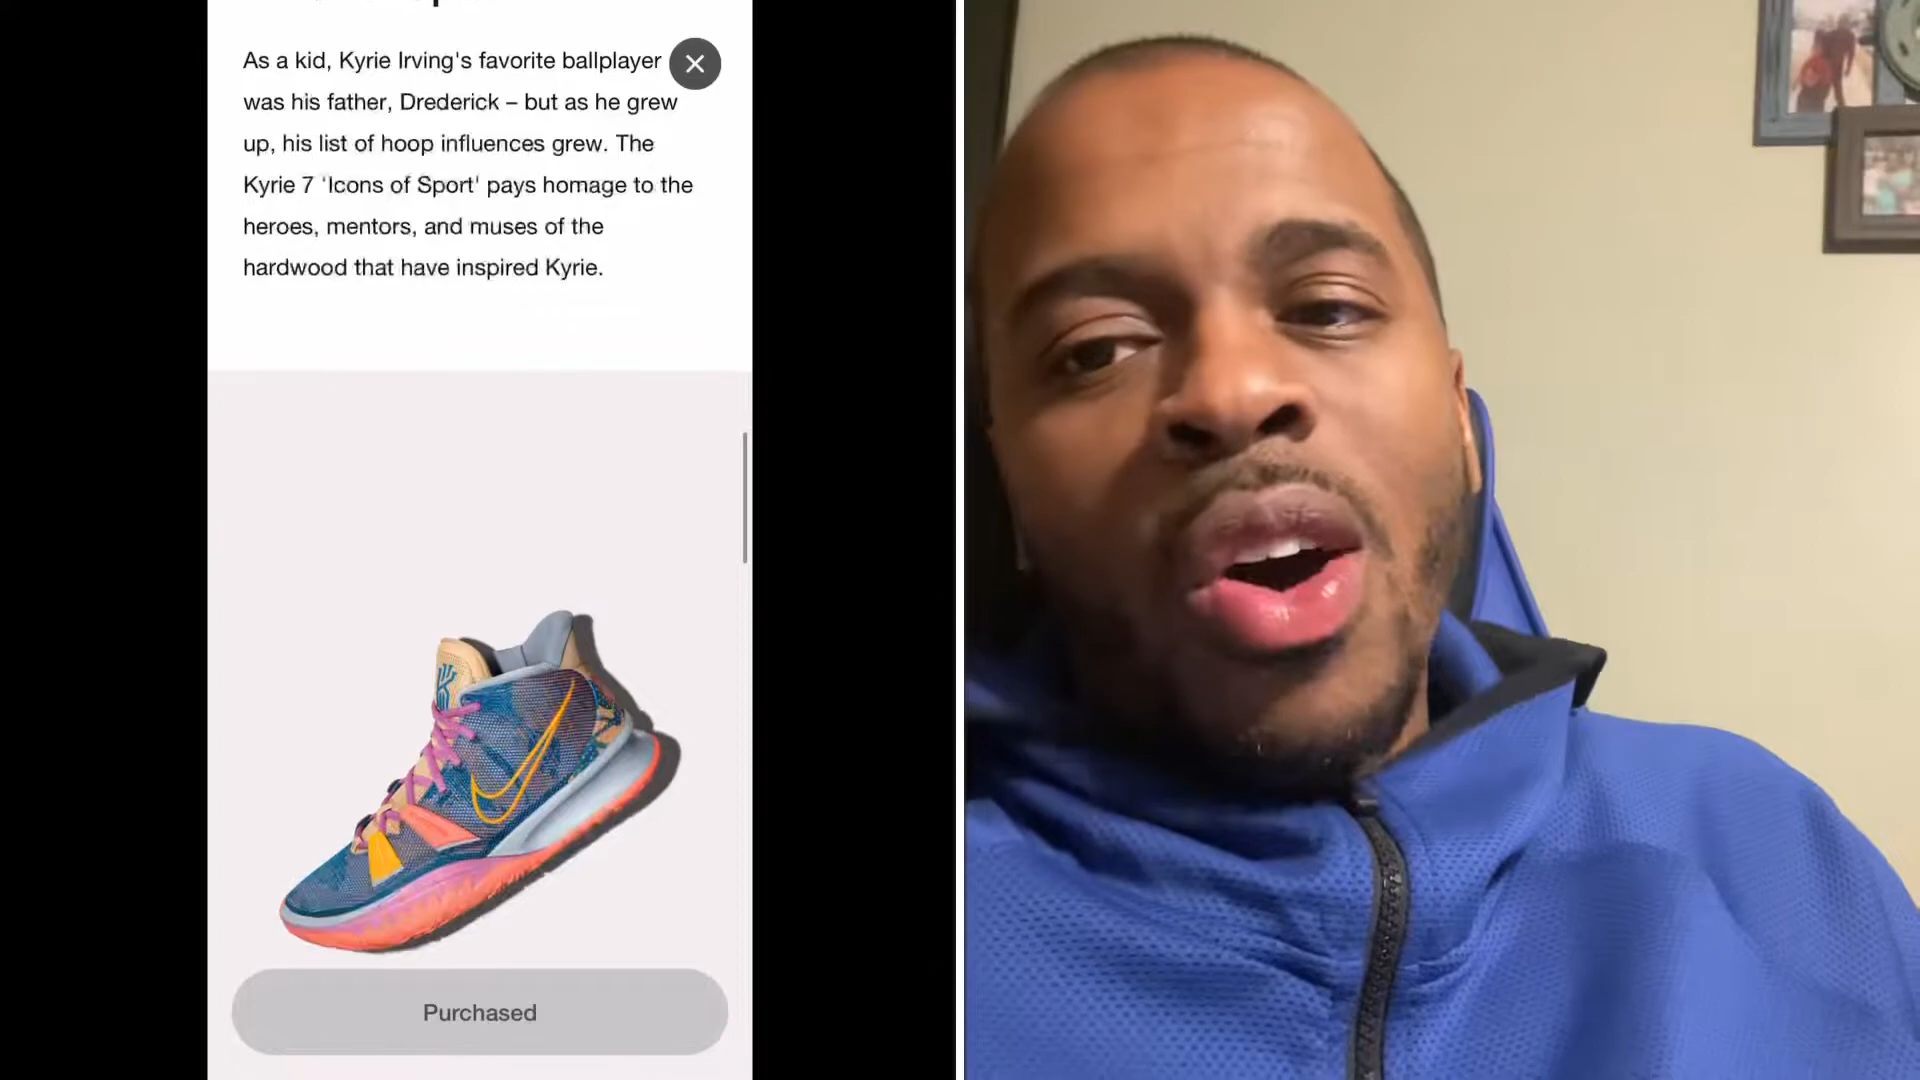 As a kid, Kyrie Irving's favorite ballplayer
was his father, Drederick – but as he grew
up, his list of hoop influences grew. The
Kyrie 7 'Icons of Sport' pays homage to the
heroes, mentors, and muses of the
hardwood that have inspired Kyrie.
Purchased